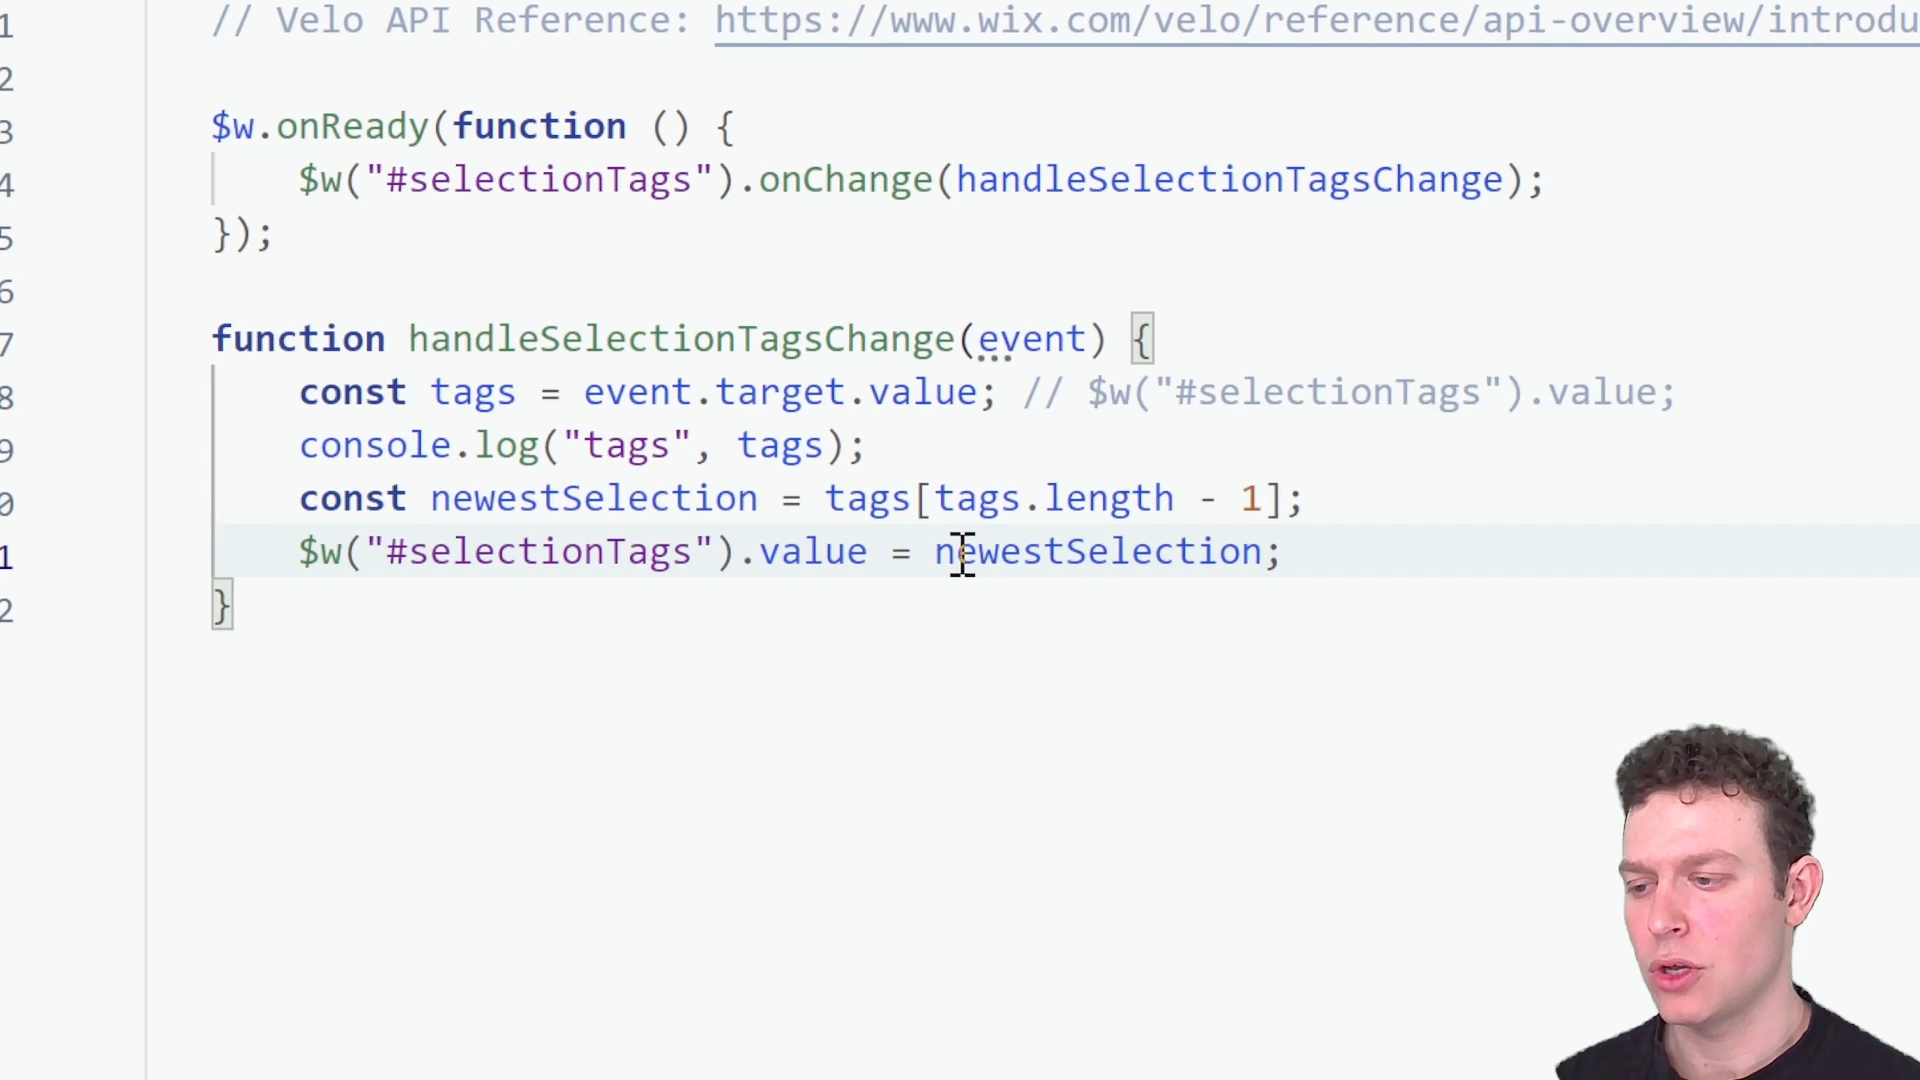 1 // Velo API Reference: https://www.wix.com/velo/reference/api-overview/introdu
2
3 $w.onReady(function () {
4 $w("#selectionTags").onChange(handleSelectionTagsChange);
5 });
6
7 function handleSelectionTagsChange(event) {
8 const tags = event.target.value; // $w("#selectionTags").value;
9 console.log("tags", tags);
0 const newestSelection = tags[tags.length - 1];
1 $w("#selectionTags").value = newestSelection;
2 }